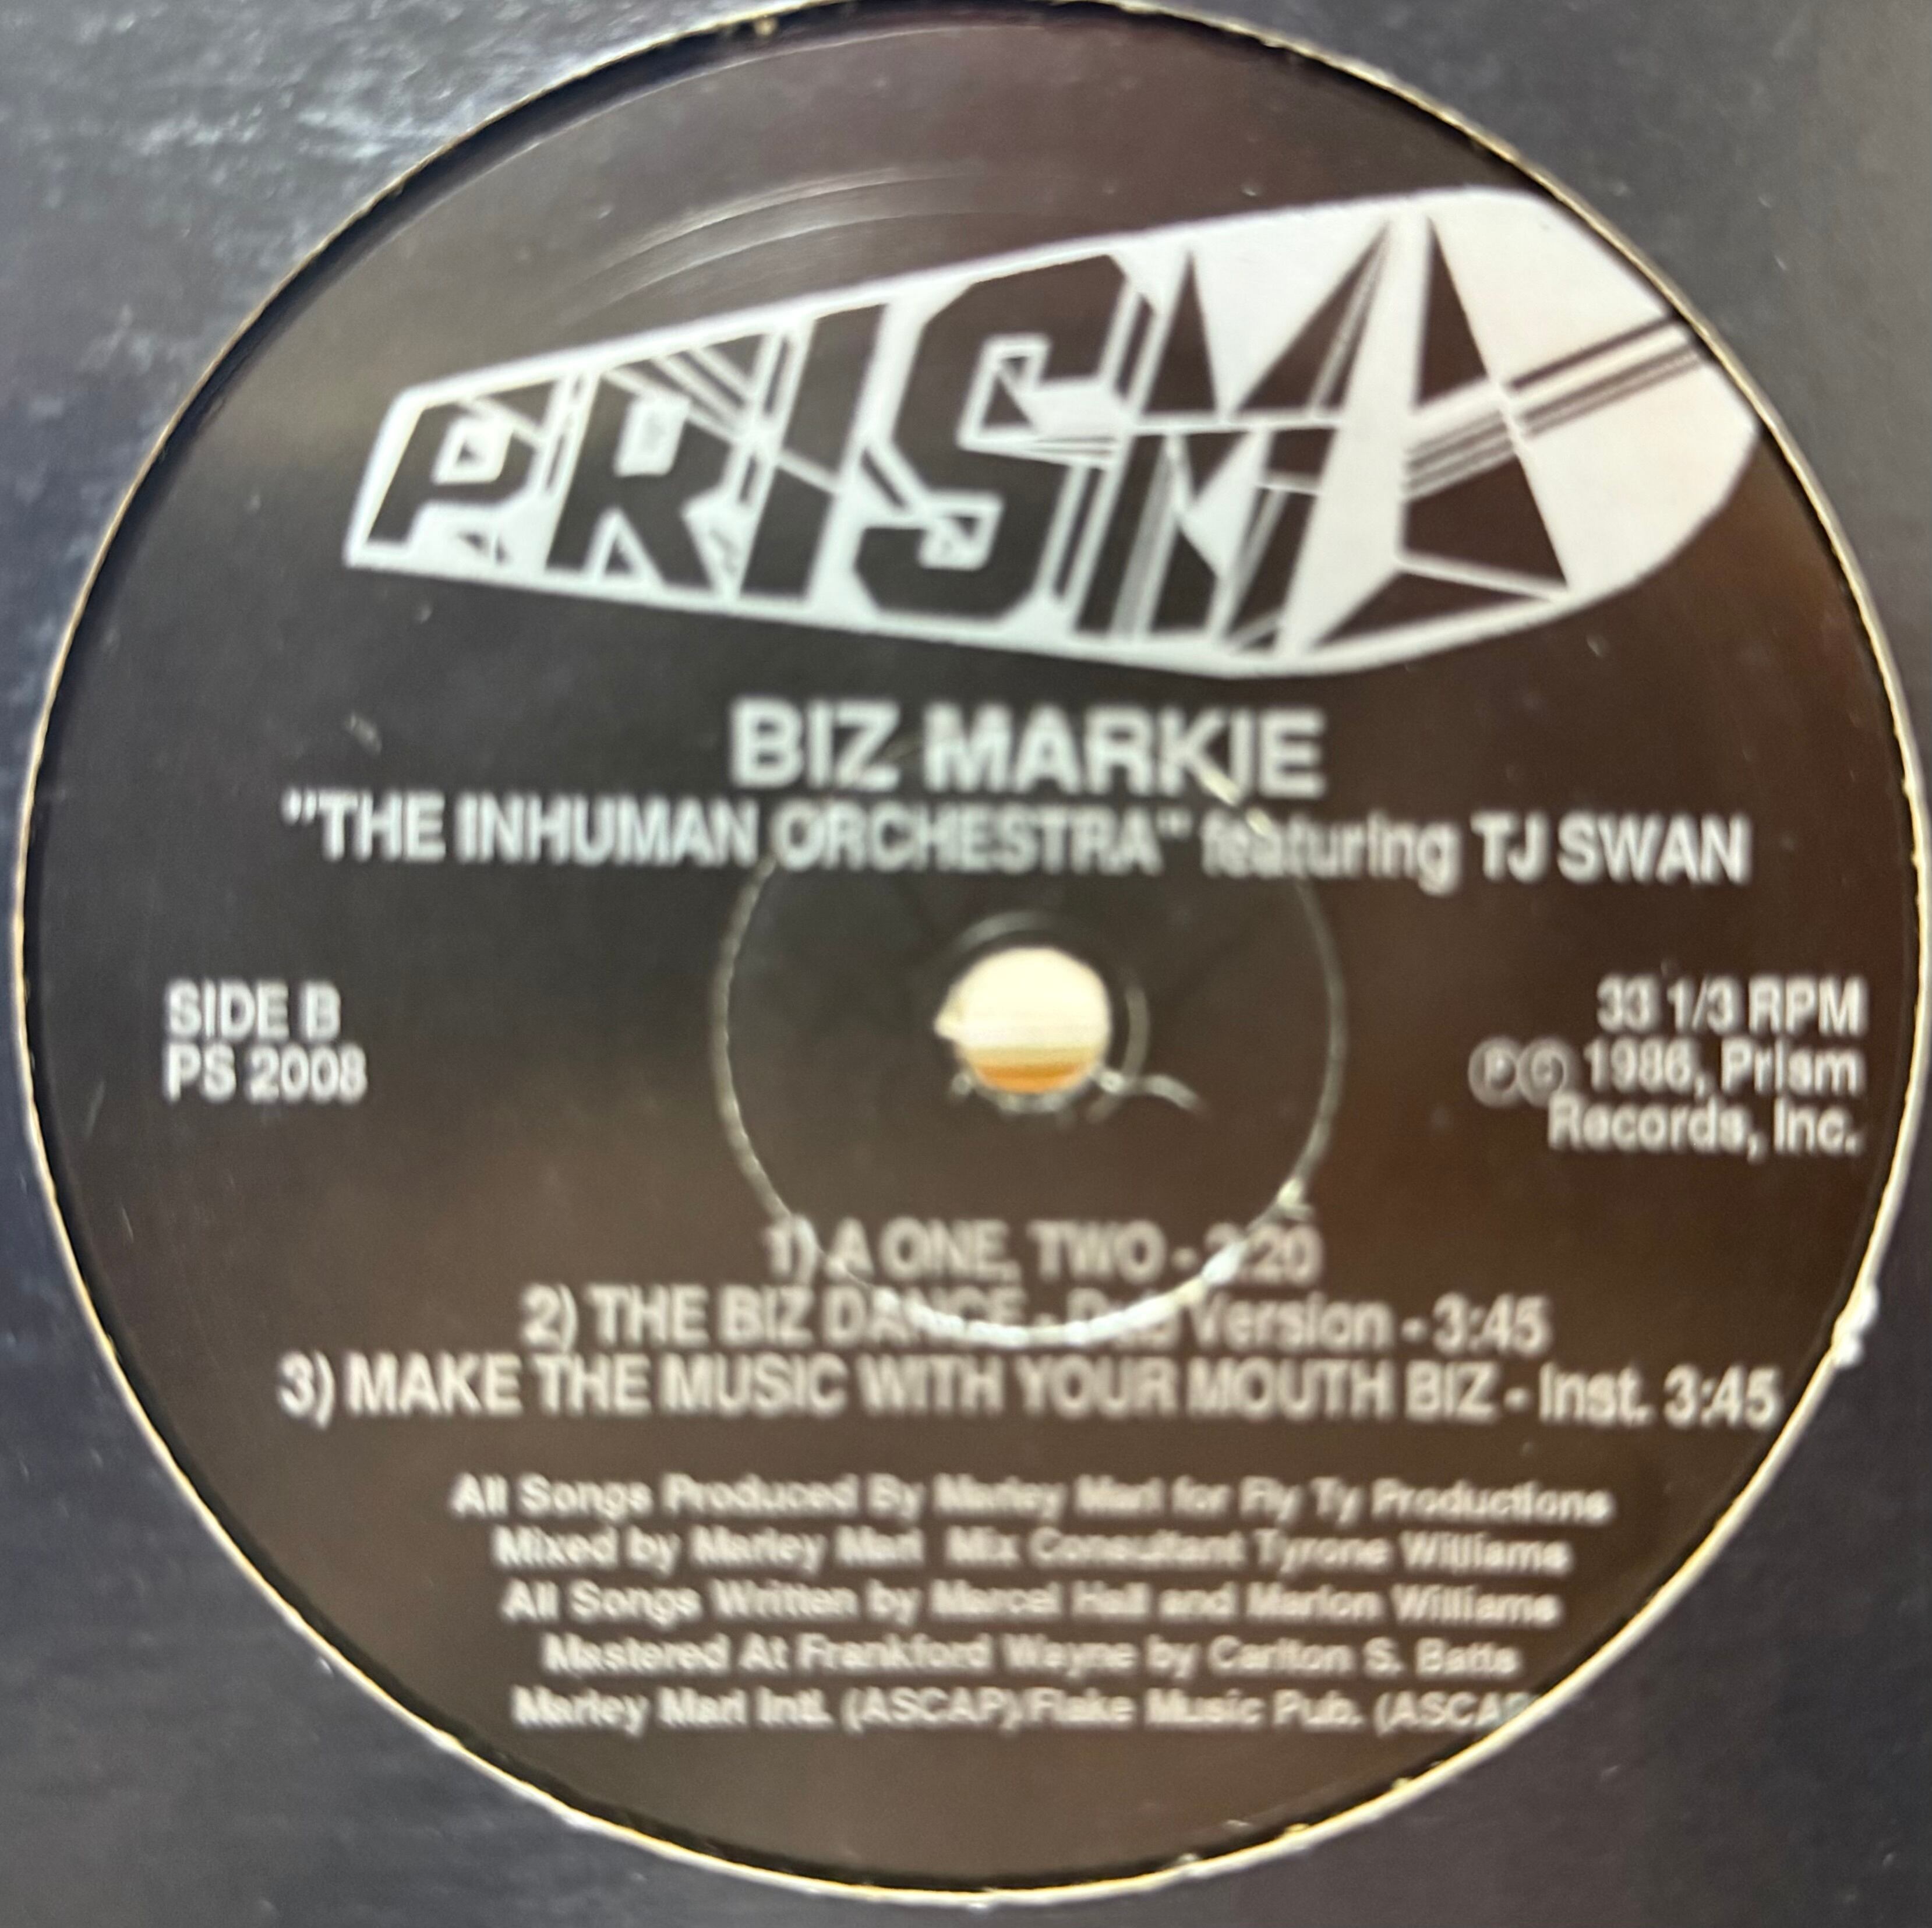 PRISM
BIZ MARKIE
"THE INHUMAN ORCHESTRA" featuring TJ SWAN
SIDE B
PS 2008
33 1/3 RPM
Ⓟ© 1986, Prism
Records, Inc.
1) A ONE, TWO -
2) THE BIZ DANCE - Dub Version - 3:45
3) MAKE THE MUSIC WITH YOUR MOUTH BIZ - Inst. 3:45
All Songs Produced By Marley Marl for Fly Ty Productions
Mixed by Marley Marl Mix Consultant Tyrone Williams
All Songs Written by Marcel Hall and Marlon Williams
Mastered At Frankford Wayne by Carlton S. Batts
Marley Marl Intl. (ASCAP)/Flake Music Pub. (ASCAP